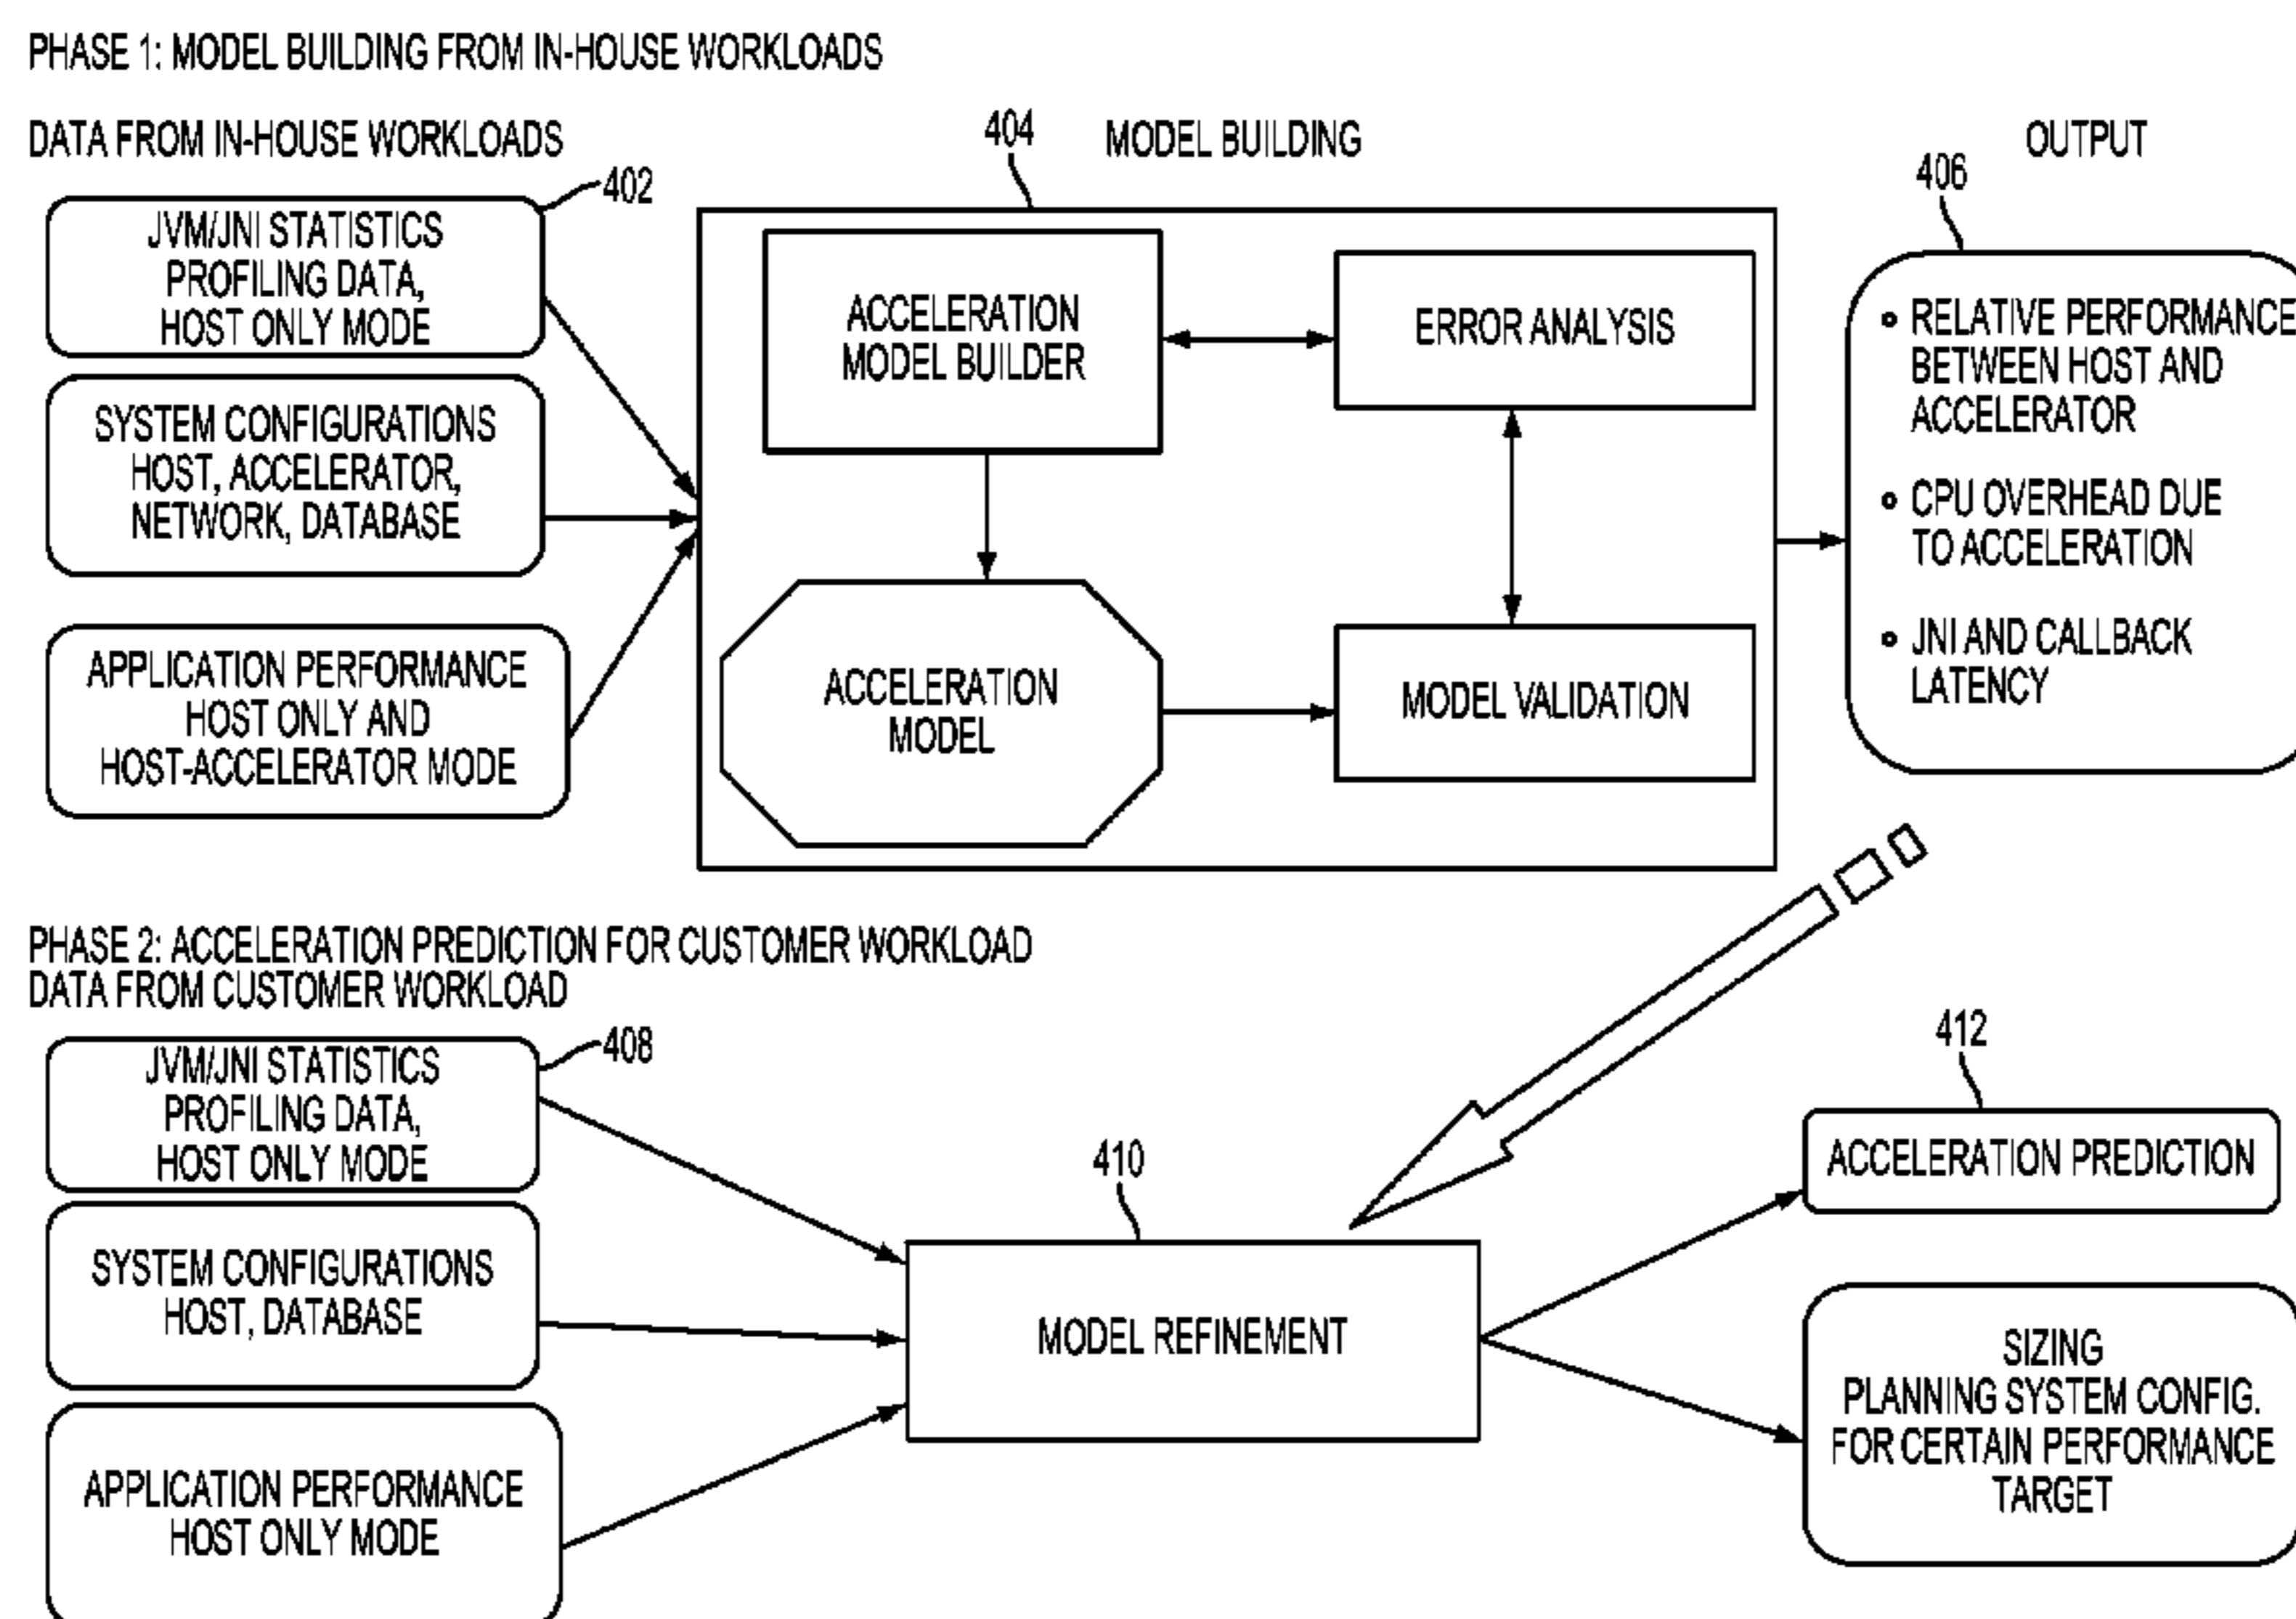 PHASE 1: MODEL BUILDING FROM IN-HOUSE WORKLOADS
DATA FROM IN-HOUSE WORKLOADS
404
MODEL BUILDING
OUTPUT
402
406
JVM/JNI STATISTICS
PROFILING DATA,
HOST ONLY MODE
SYSTEM CONFIGURATIONS
HOST, ACCELERATOR,
NETWORK, DATABASE
APPLICATION PERFORMANCE
HOST ONLY AND
HOST-ACCELERATOR MODE
ACCELERATION
MODEL BUILDER
ERROR ANALYSIS
ACCELERATION
MODEL
MODEL VALIDATION
• RELATIVE PERFORMANCE
BETWEEN HOST AND
ACCELERATOR
• CPU OVERHEAD DUE
TO ACCELERATION
• JNI AND CALLBACK
LATENCY
PHASE 2: ACCELERATION PREDICTION FOR CUSTOMER WORKLOAD
DATA FROM CUSTOMER WORKLOAD
408
JVM/JNI STATISTICS
PROFILING DATA,
HOST ONLY MODE
SYSTEM CONFIGURATIONS
HOST, DATABASE
APPLICATION PERFORMANCE
HOST ONLY MODE
410
MODEL REFINEMENT
412
ACCELERATION PREDICTION
SIZING
PLANNING SYSTEM CONFIG.
FOR CERTAIN PERFORMANCE
TARGET